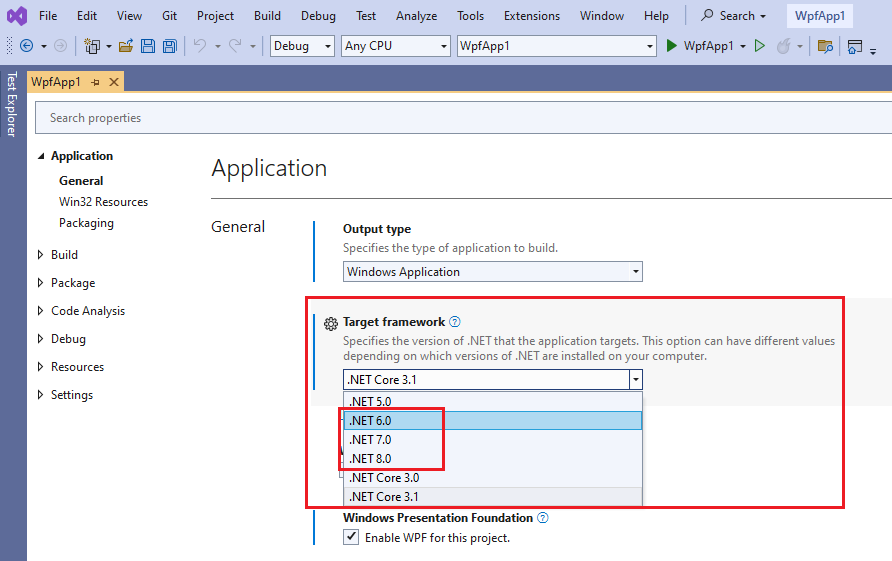 File Edit View Git Project Build Debug Test Analyze Tools Extensions Window Help Search WpfApp1
Debug Any CPU WpfApp1 WpfApp1
Test Explorer
WpfApp1
Search properties
Application
General
Win32 Resources
Packaging
Build
Package
Code Analysis
Debug
Resources
Settings
Application
General
Output type
Specifies the type of application to build.
Windows Application
Target framework
Specifies the version of .NET that the application targets. This option can have different values
depending on which versions of .NET are installed on your computer.
.NET Core 3.1
.NET 5.0
.NET 6.0
.NET 7.0
.NET 8.0
.NET Core 3.0
.NET Core 3.1
Windows Presentation Foundation
Enable WPF for this project.